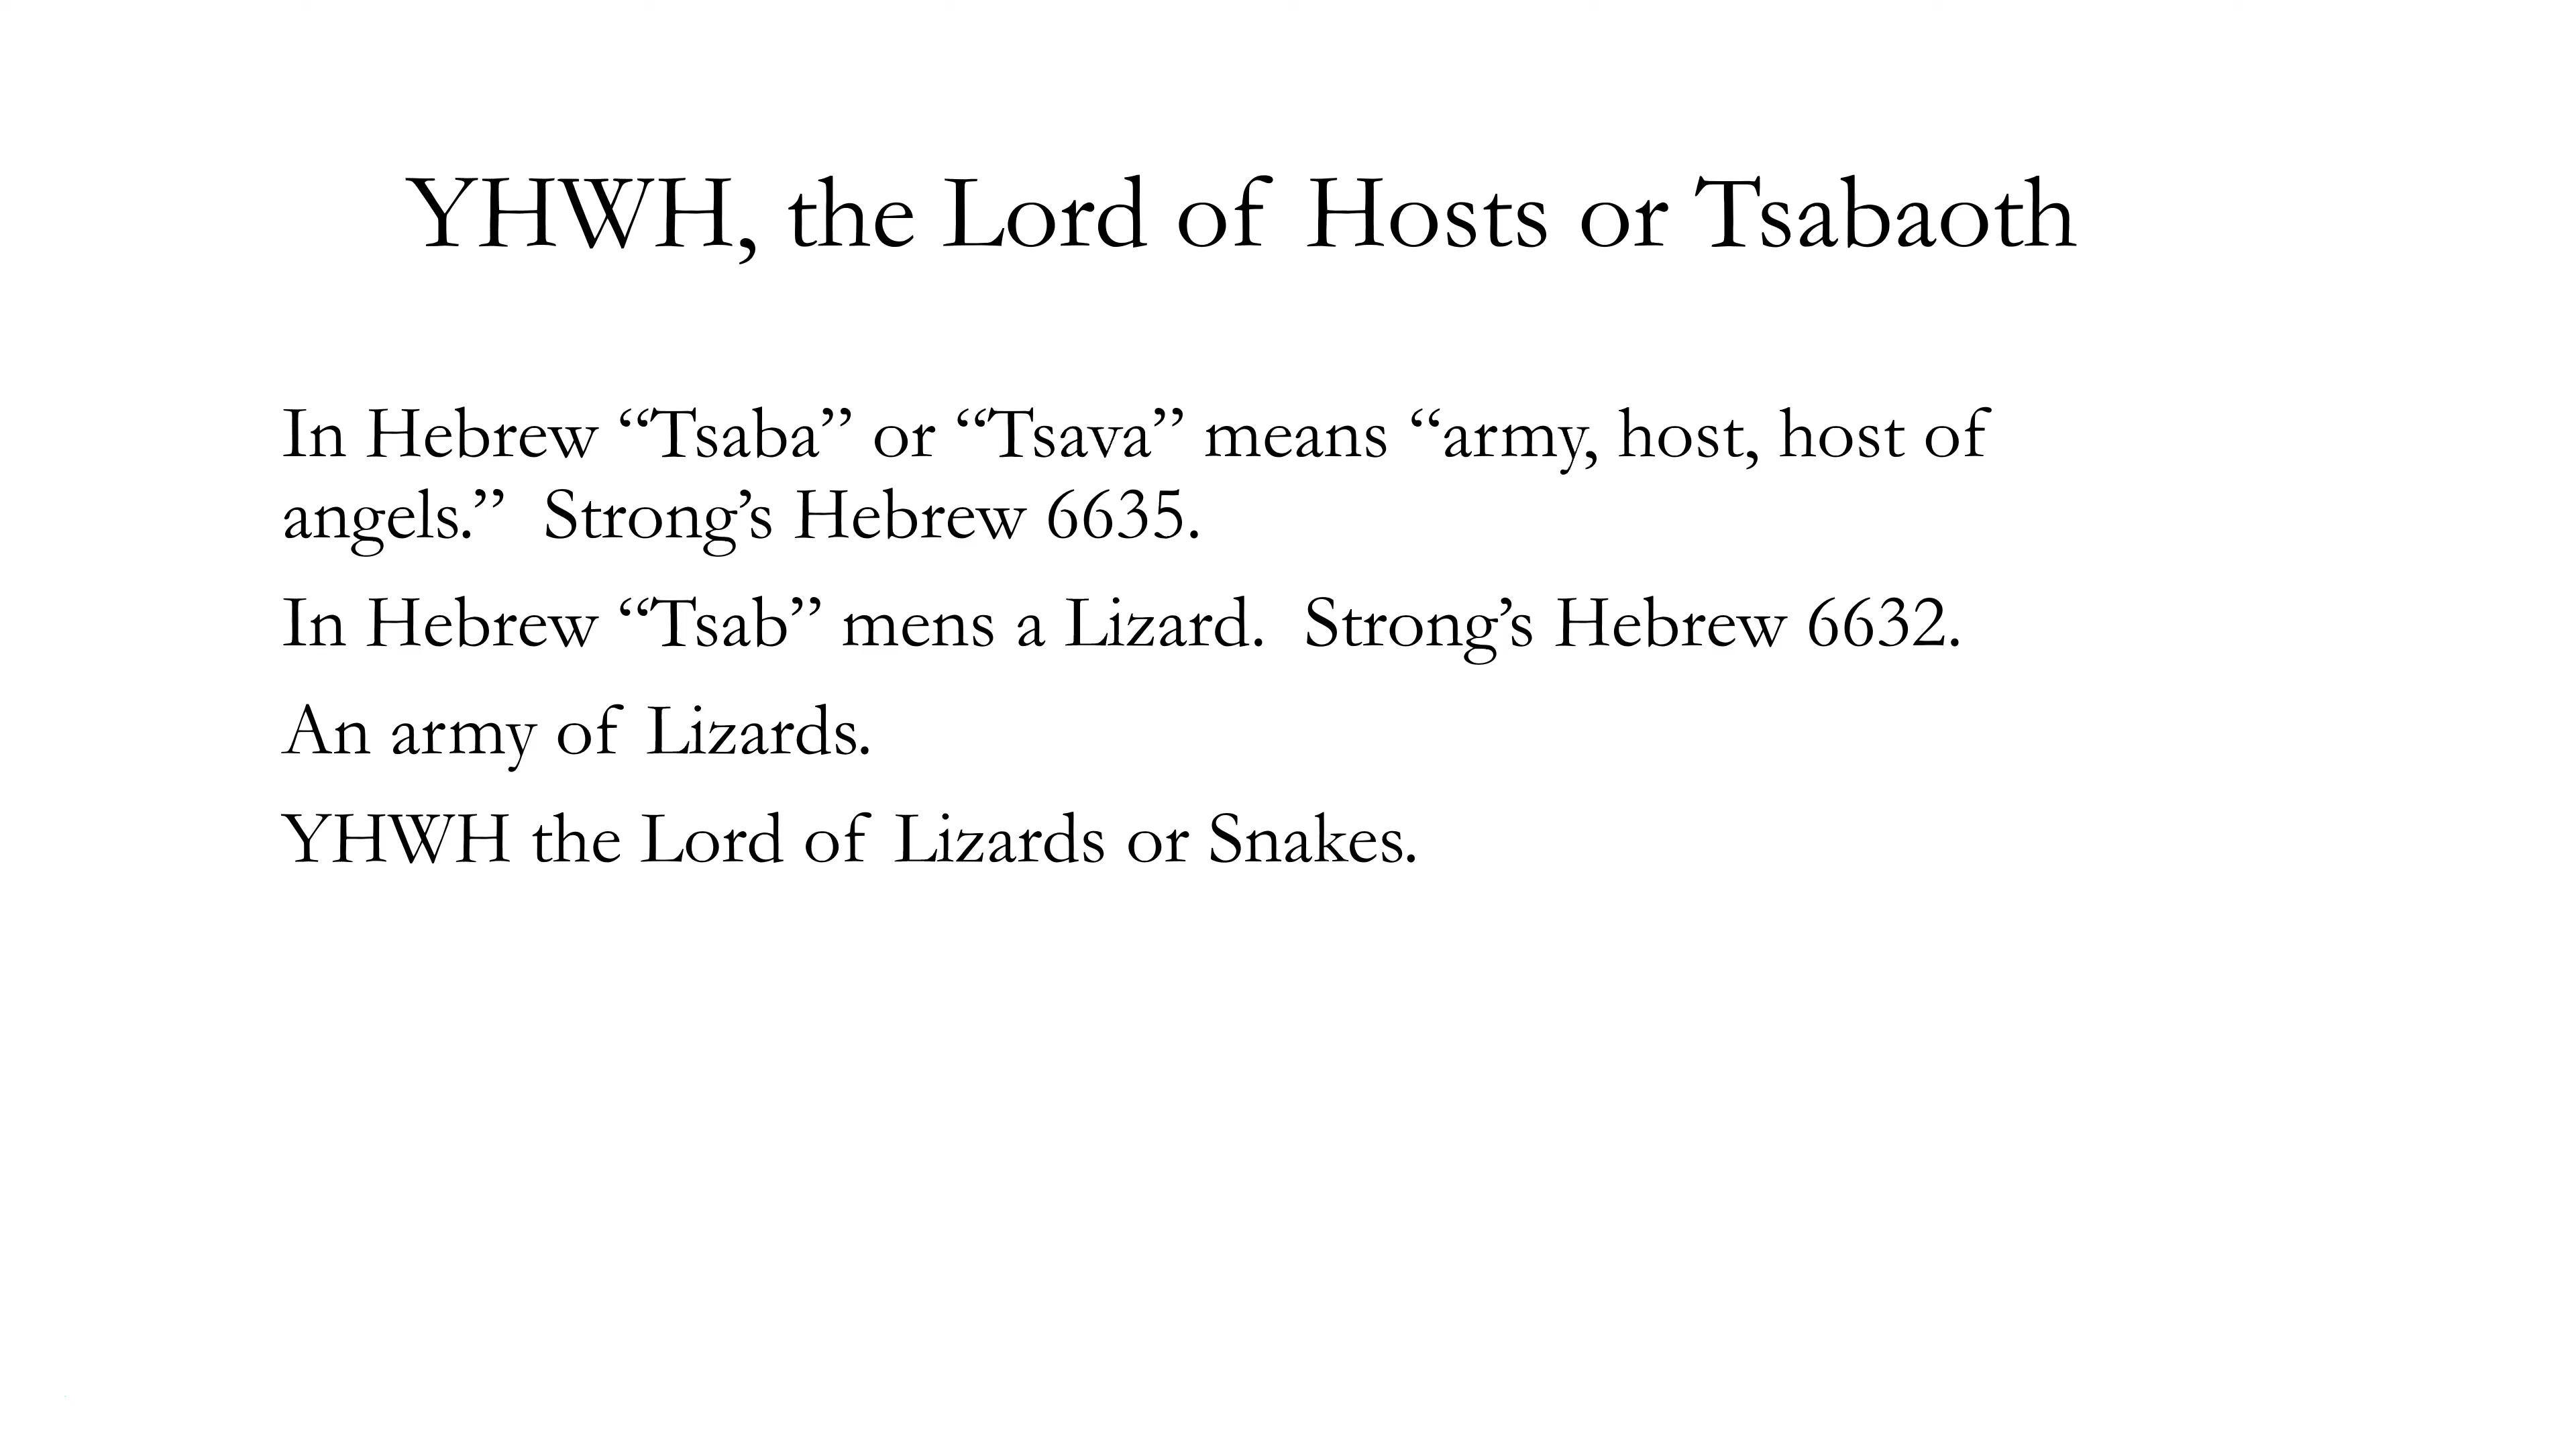 YHWH, the Lord of Hosts or Tsabaoth
In Hebrew “Tsaba” or “Tsava” means “army, host, host of
angels.”  Strong’s Hebrew 6635.
In Hebrew “Tsab” mens a Lizard.  Strong’s Hebrew 6632.
An army of Lizards.
YHWH the Lord of Lizards or Snakes.